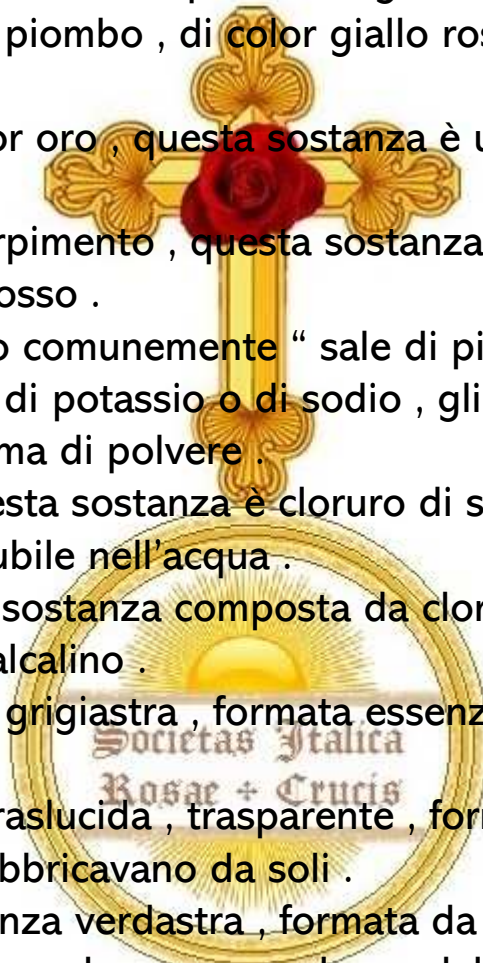 piombo , di color giallo ros
or oro , questa sostanza è u
rpimento , questa sostanza
osso .
o comunemente “ sale di pi
di potassio o di sodio , gli
ma di polvere .
esta sostanza è cloruro di s
ubile nell’acqua .
sostanza composta da clor
alcalino .
grigiastra , formata essenz
Societas Italica
Rosae + Crucis
raslucida , trasparente , for
bbricavano da soli .
nza verdastra , formata da